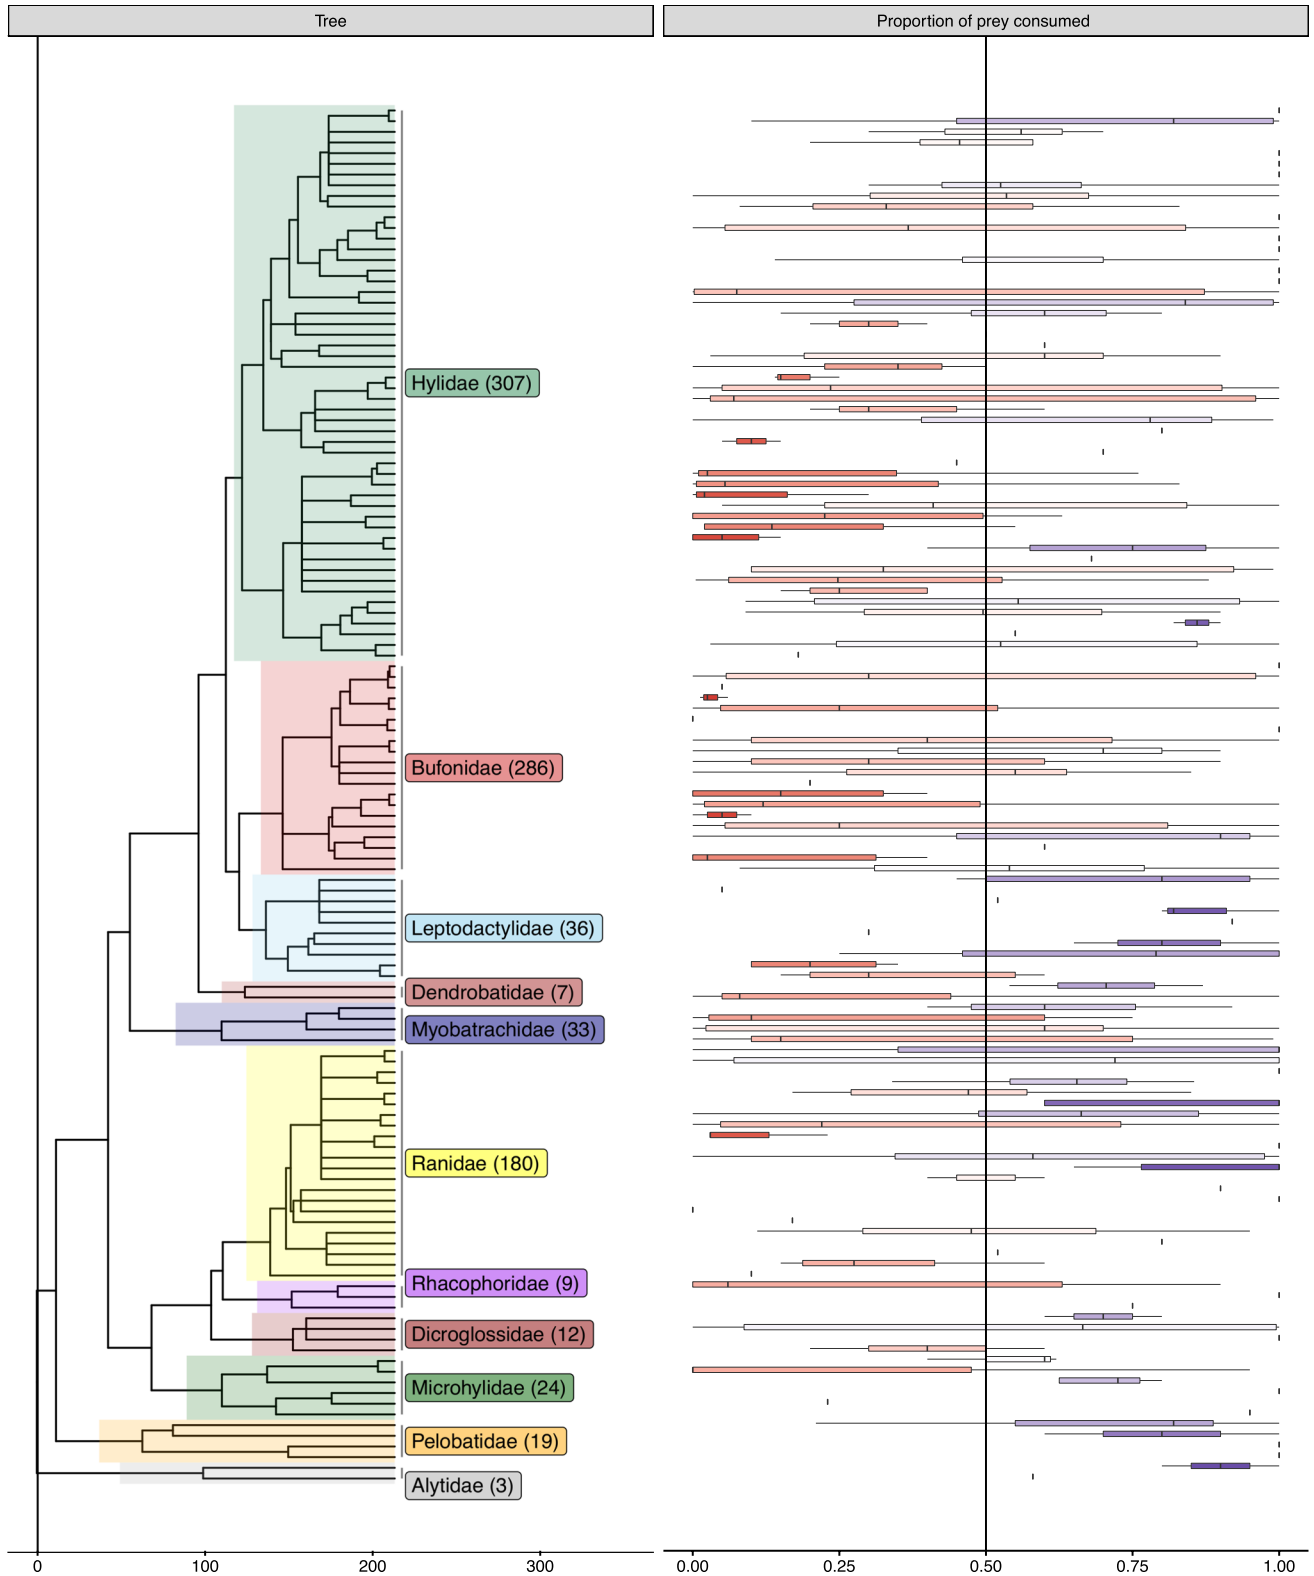 Tree
Proportion of prey consumed
Hylidae (307)
Bufonidae (286)
Leptodactylidae (36)
Dendrobatidae (7)
Myobatrachidae (33)
Ranidae (180)
Rhacophoridae (9)
Dicroglossidae (12)
Microhylidae (24)
Pelobatidae (19)
Alytidae (3)
0 100 200 300
0.00 0.25 0.50 0.75 1.00